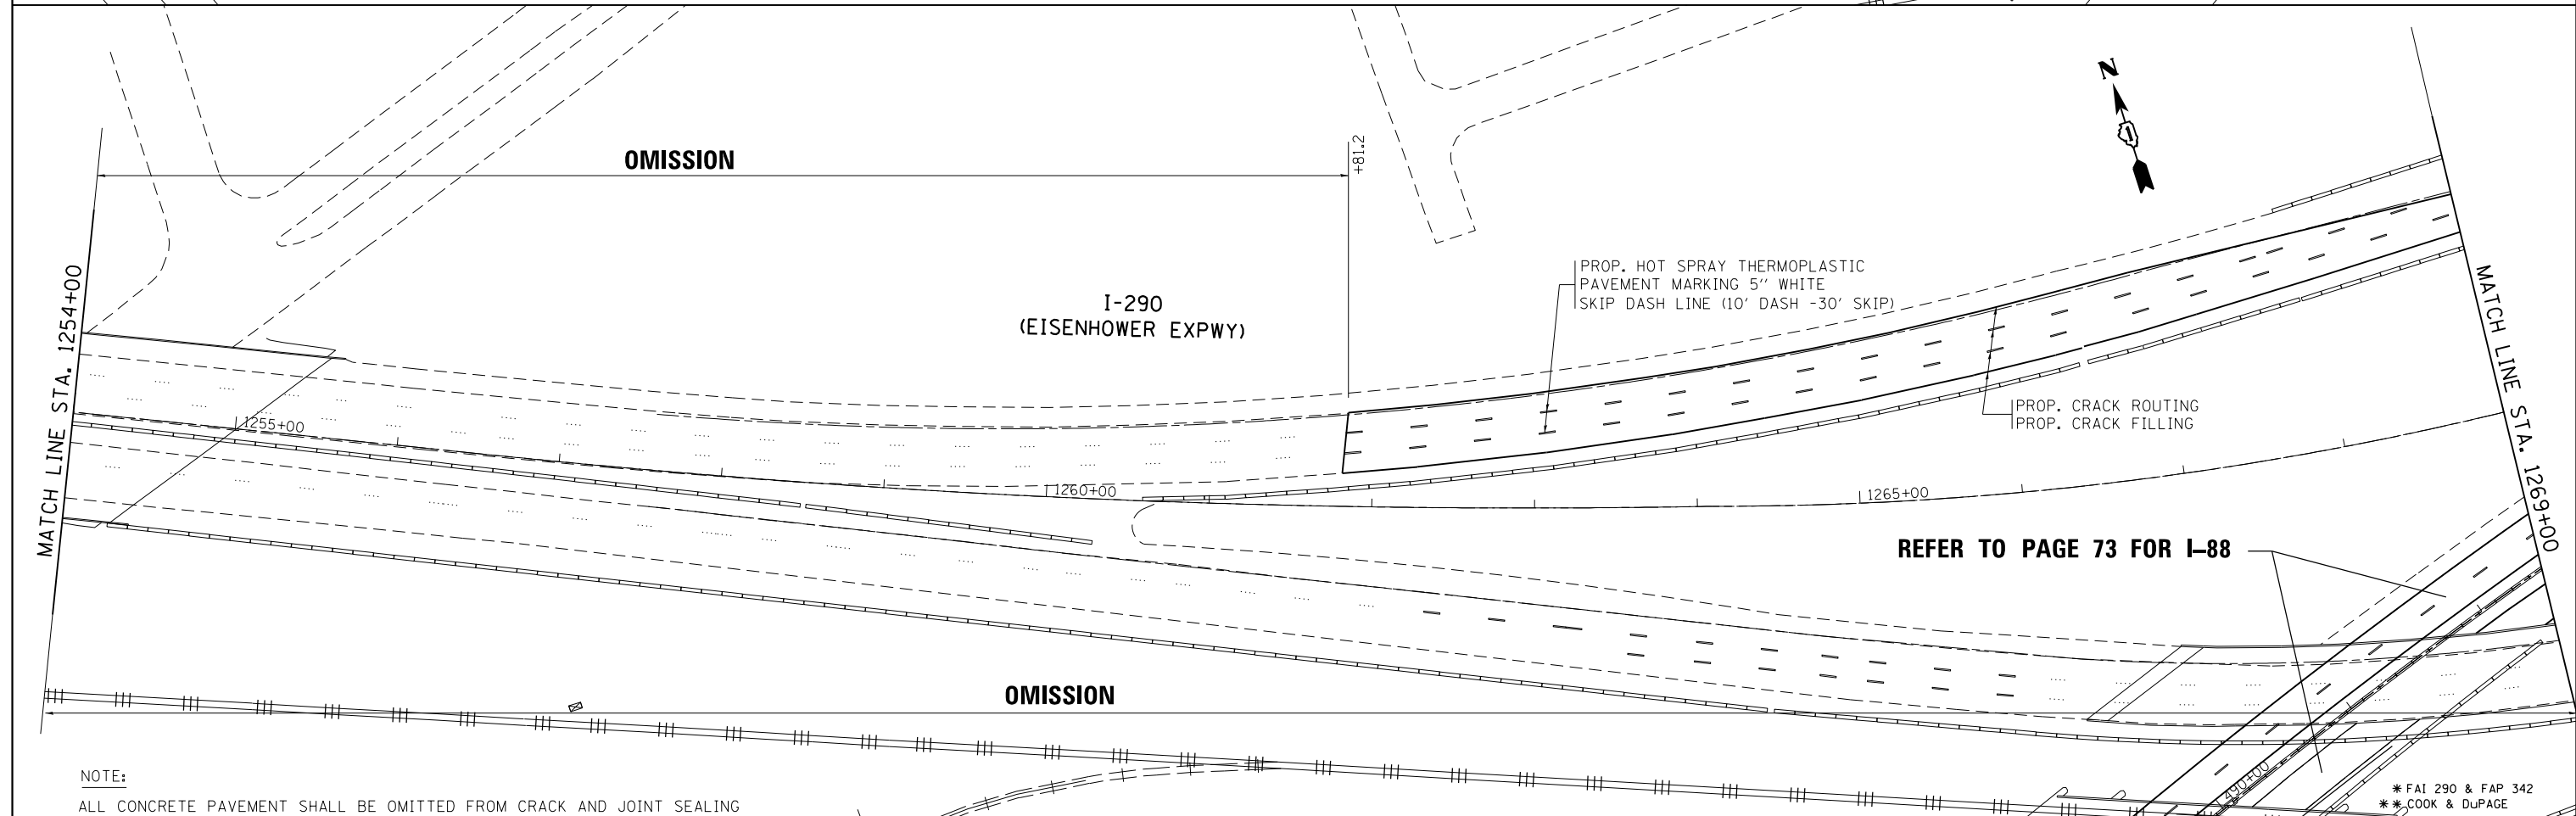 N
OMISSION
+81.2
MATCH LINE STA. 1254+00
I-290
(EISENHOWER EXPWY)
PROP. HOT SPRAY THERMOPLASTIC
PAVEMENT MARKING 5'' WHITE
SKIP DASH LINE (10' DASH -30' SKIP)
MATCH LINE STA. 1269+00
PROP. CRACK ROUTING
PROP. CRACK FILLING
1255+00
1260+00
1265+00
REFER TO PAGE 73 FOR I-88
OMISSION
1490+00
NOTE:
ALL CONCRETE PAVEMENT SHALL BE OMITTED FROM CRACK AND JOINT SEALING
* FAI 290 & FAP 342
** COOK & DuPAGE